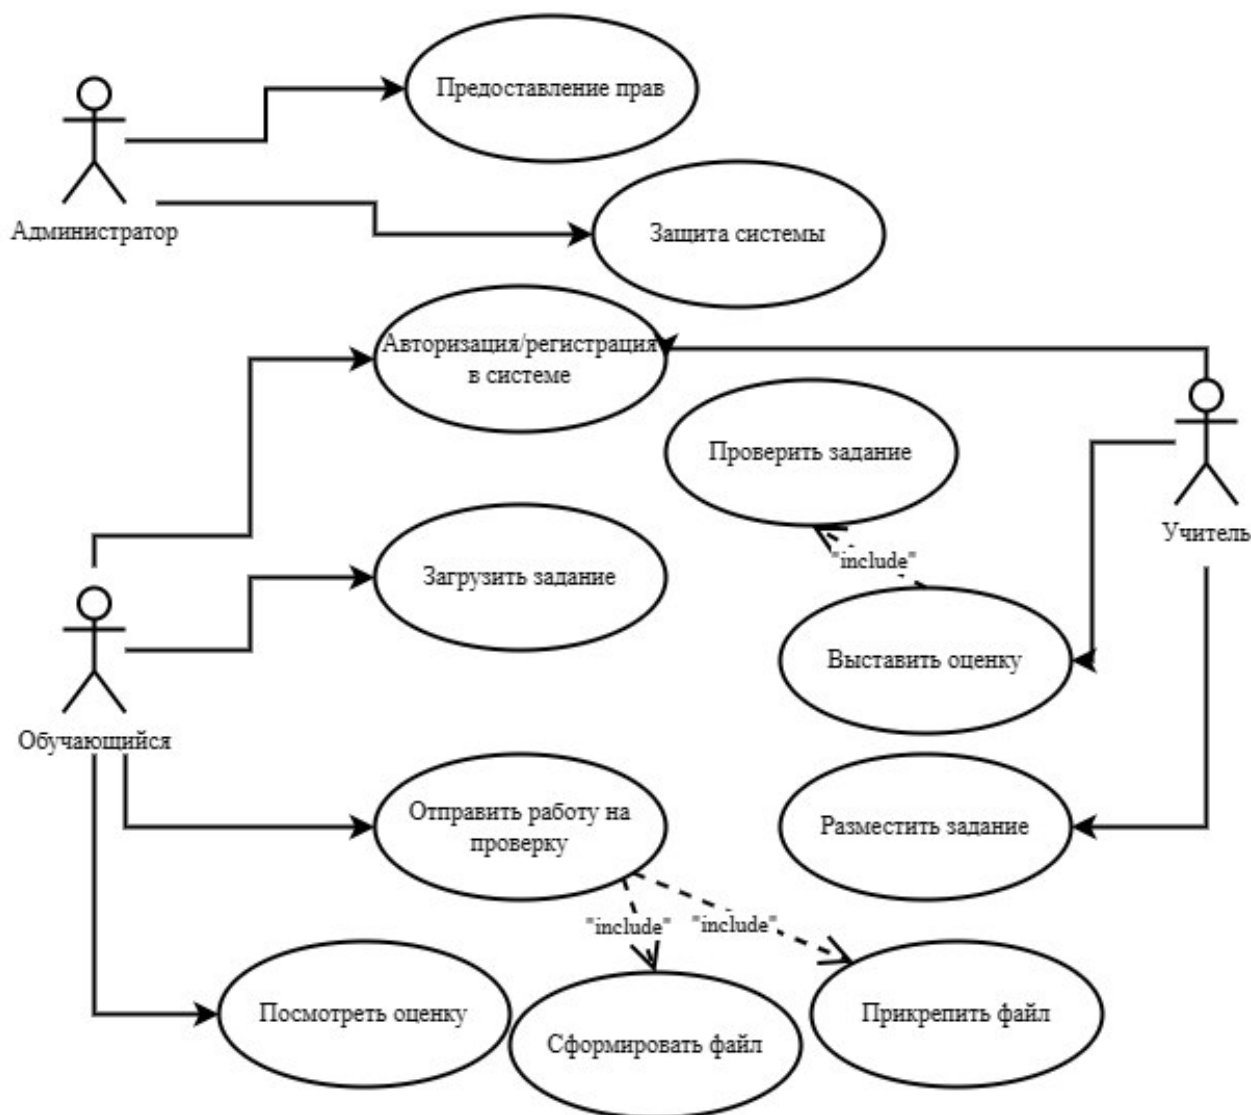 Предоставление прав
Администратор
Защита системы
Авторизация/регистрация
в системе
Проверить задание
Учитель
"include"
Загрузить задание
Выставить оценку
Обучающийся
Отправить работу на
проверку
Разместить задание
"include"
"include"
Посмотреть оценку
Сформировать файл
Прикрепить файл